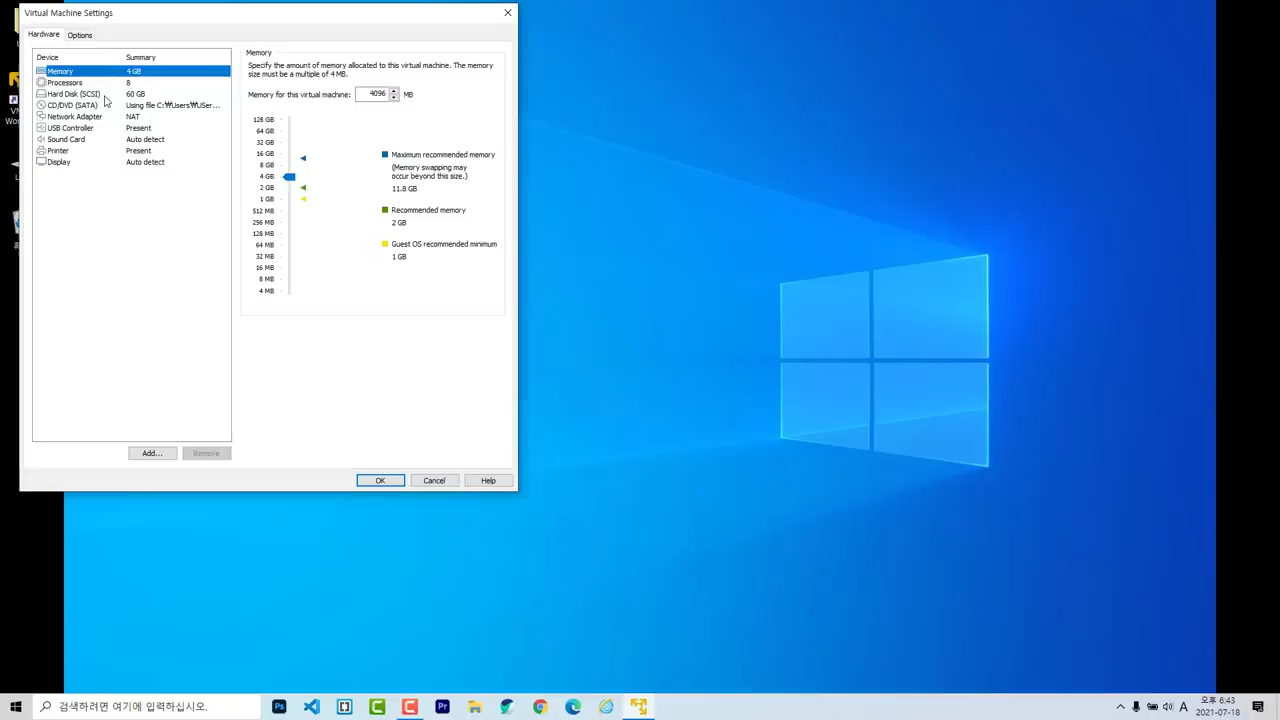 Virtual Machine Settings
Hardware
Options
Device Summary
Memory 4 GB
Processors 8
Hard Disk (SCSI) 60 GB
CD/DVD (SATA) Using file C:₩Users₩USer...
Network Adapter NAT
USB Controller Present
Sound Card Auto detect
Printer Present
Display Auto detect
Add...
Remove
Memory
Specify the amount of memory allocated to this virtual machine. The memory
size must be a multiple of 4 MB.
Memory for this virtual machine: 4096 MB
128 GB
64 GB
32 GB
16 GB
8 GB
4 GB
2 GB
1 GB
512 MB
256 MB
128 MB
64 MB
32 MB
16 MB
8 MB
4 MB
Maximum recommended memory
(Memory swapping may
occur beyond this size.)
11.8 GB
Recommended memory
2 GB
Guest OS recommended minimum
1 GB
OK
Cancel
Help
검색하려면 여기에 입력하십시오.
Ps
Pr
A
오후 6:43
2021-07-18